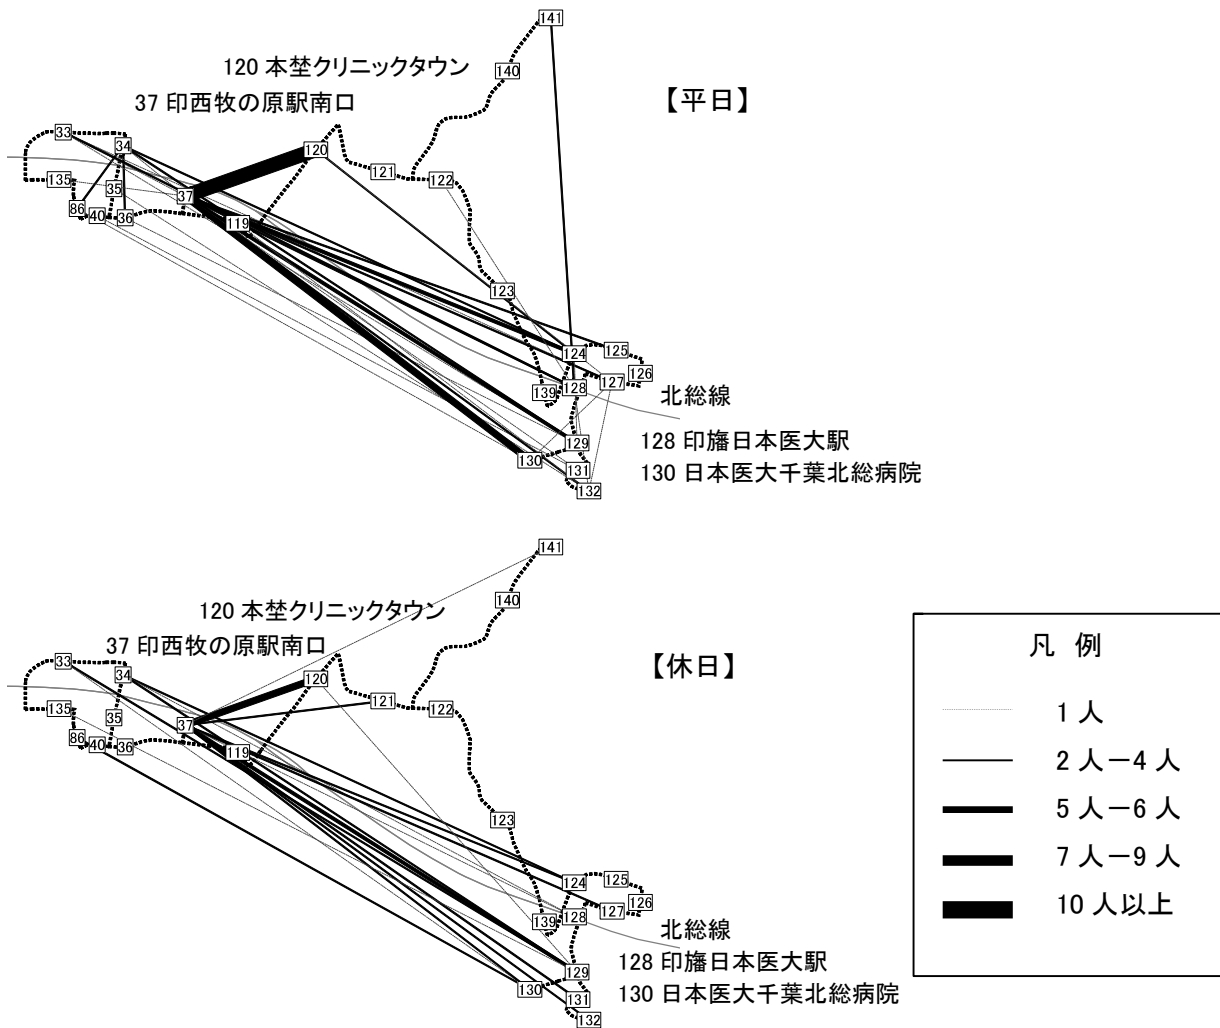 141
120 本埜クリニックタウン
140
【平日】
37 印西牧の原駅南口
33
34
120
121
122
135
35
37
86
40
36
119
123
124
125
126
127
128
139
北総線
129
128 印旛日本医大駅
130
131
130 日本医大千葉北総病院
132
141
120 本埜クリニックタウン
140
37 印西牧の原駅南口
【休日】
33
34
120
121
122
135
35
37
86
40
36
119
123
124
125
126
127
128
139
北総線
129
128 印旛日本医大駅
130
131
130 日本医大千葉北総病院
132
凡 例
1 人
2 人－4 人
5 人－6 人
7 人－9 人
10 人以上